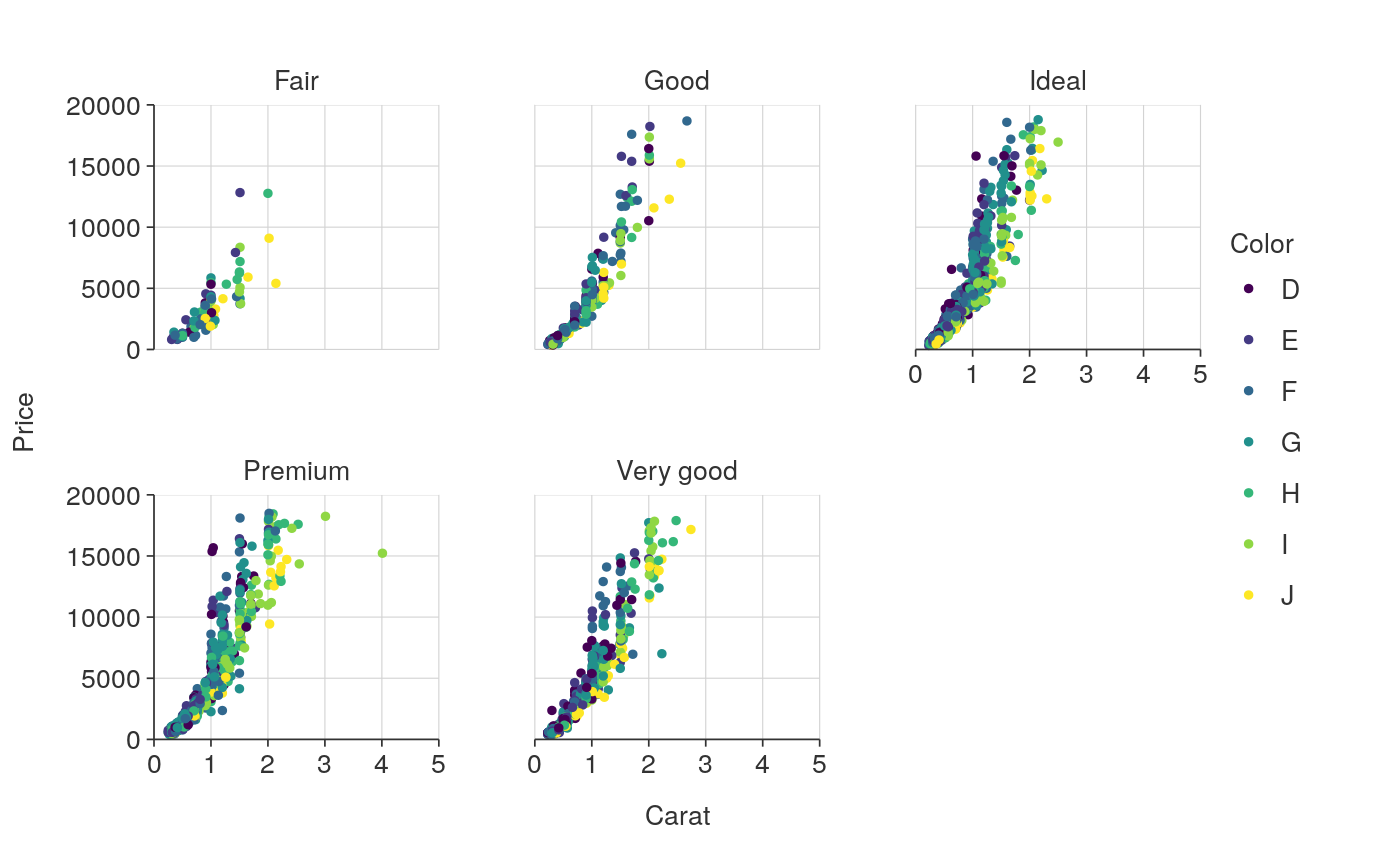 Fair Good Ideal
20000
15000
10000
5000
0
0 1 2 3 4 5
Color
D
E
F
G
H
I
J
Price
Premium Very good
20000
15000
10000
5000
0
0 1 2 3 4 5 0 1 2 3 4 5
Carat